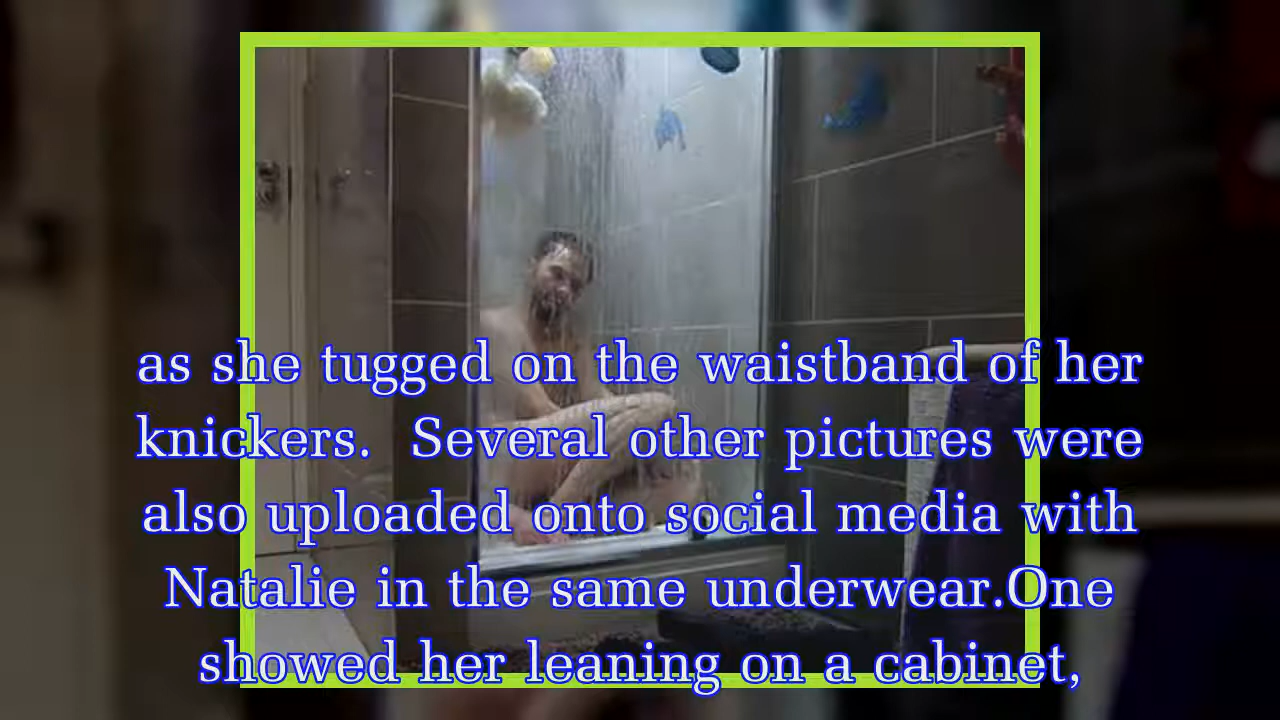 as she tugged on the waistband of her
knickers.  Several other pictures were
also uploaded onto social media with
Natalie in the same underwear.One
showed her leaning on a cabinet,